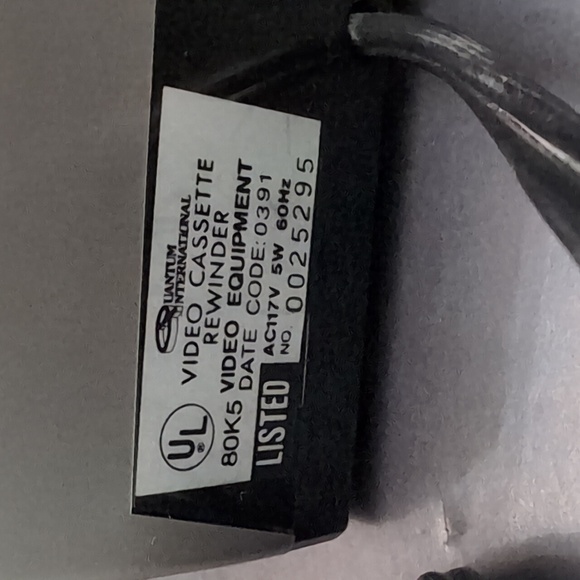 QUANTUM
INTERNATIONAL
VIDEO CASSETTE
REWINDER
UL ®
80K5 VIDEO EQUIPMENT
DATE CODE: 0391
LISTED AC117V 5W 60Hz
NO. 0025295